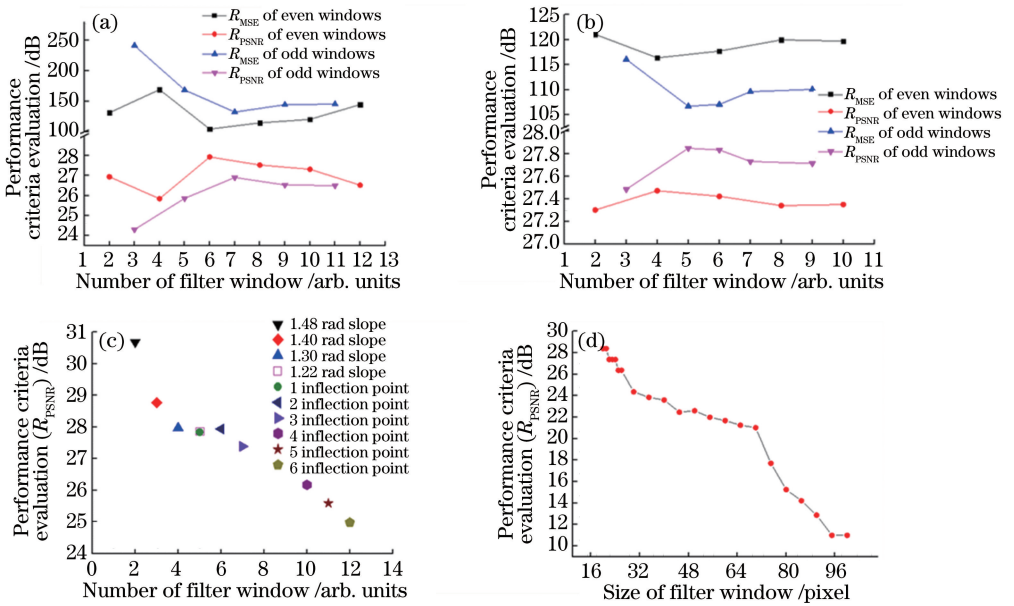 (a)
R_MSE of even windows
R_PSNR of even windows
R_MSE of odd windows
R_PSNR of odd windows
250
200
150
100
28
27
26
25
24
Performance
criteria evaluation /dB
1 2 3 4 5 6 7 8 9 10 11 12 13
Number of filter window /arb. units
(b)
125
120
115
110
105
28.0
27.8
27.6
27.4
27.2
27.0
Performance
criteria evaluation /dB
R_MSE of even windows
R_PSNR of even windows
R_MSE of odd windows
R_PSNR of odd windows
1 2 3 4 5 6 7 8 9 10 11
Number of filter window /arb. units
(c)
31
30
29
28
27
26
25
24
Performance criteria
evaluation (R_PSNR) /dB
1.48 rad slope
1.40 rad slope
1.30 rad slope
1.22 rad slope
1 inflection point
2 inflection point
3 inflection point
4 inflection point
5 inflection point
6 inflection point
0 2 4 6 8 10 12 14
Number of filter window /arb. units
(d)
30
28
26
24
22
20
18
16
14
12
10
Performance criteria
evaluation (R_PSNR) /dB
16 32 48 64 80 96
Size of filter window /pixel